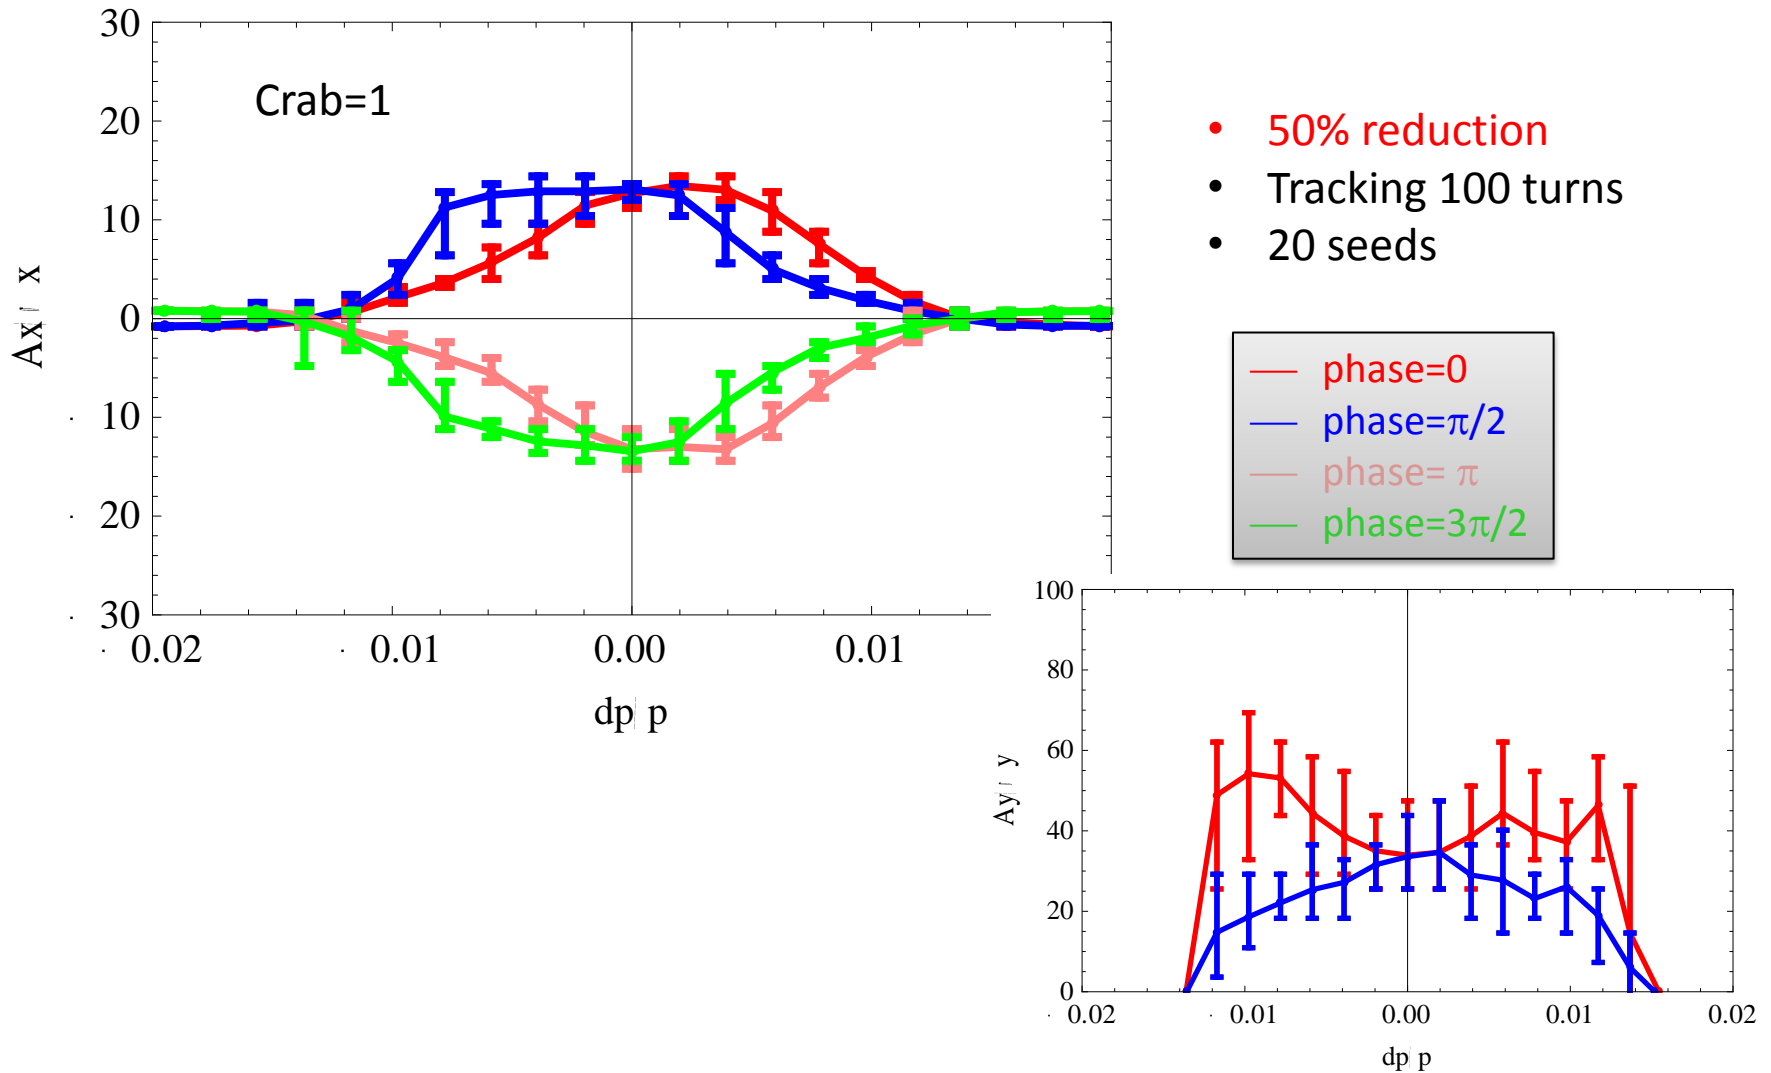 30
Crab=1
20
10
0
10
20
30
Ax x
0.02 0.01 0.00 0.01
dp p
• 50% reduction
• Tracking 100 turns
• 20 seeds
phase=0
phase=π/2
phase= π
phase=3π/2
100
80
60
40
20
0
Ay y
0.02 0.01 0.00 0.01 0.02
dp p